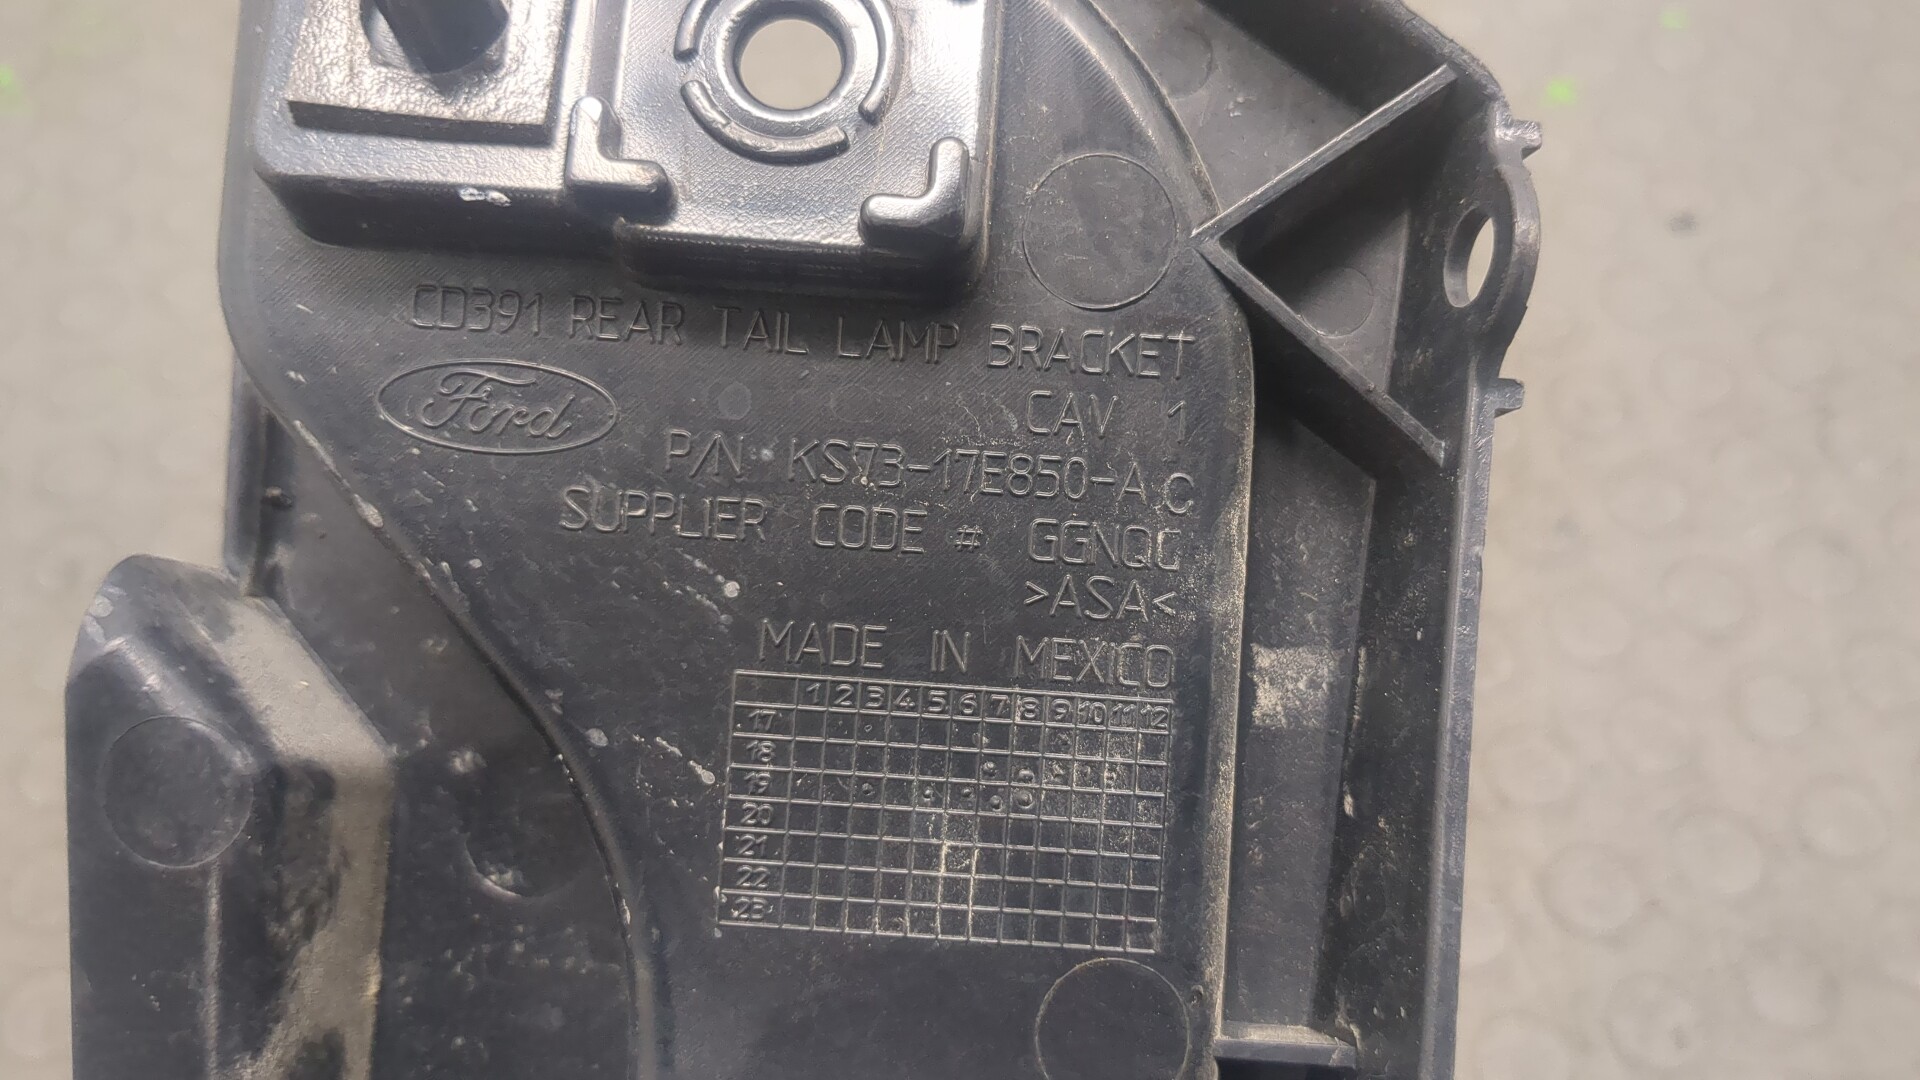 CD391 REAR TAIL LAMP BRACKET
Ford
CAV 1
P/N KS73-17E850-AC
SUPPLIER CODE # GGNQG
>ASA<
MADE IN MEXICO
1 2 3 4 5 6 7 8 9 10 11 12
17
18
19
20
21
22
23